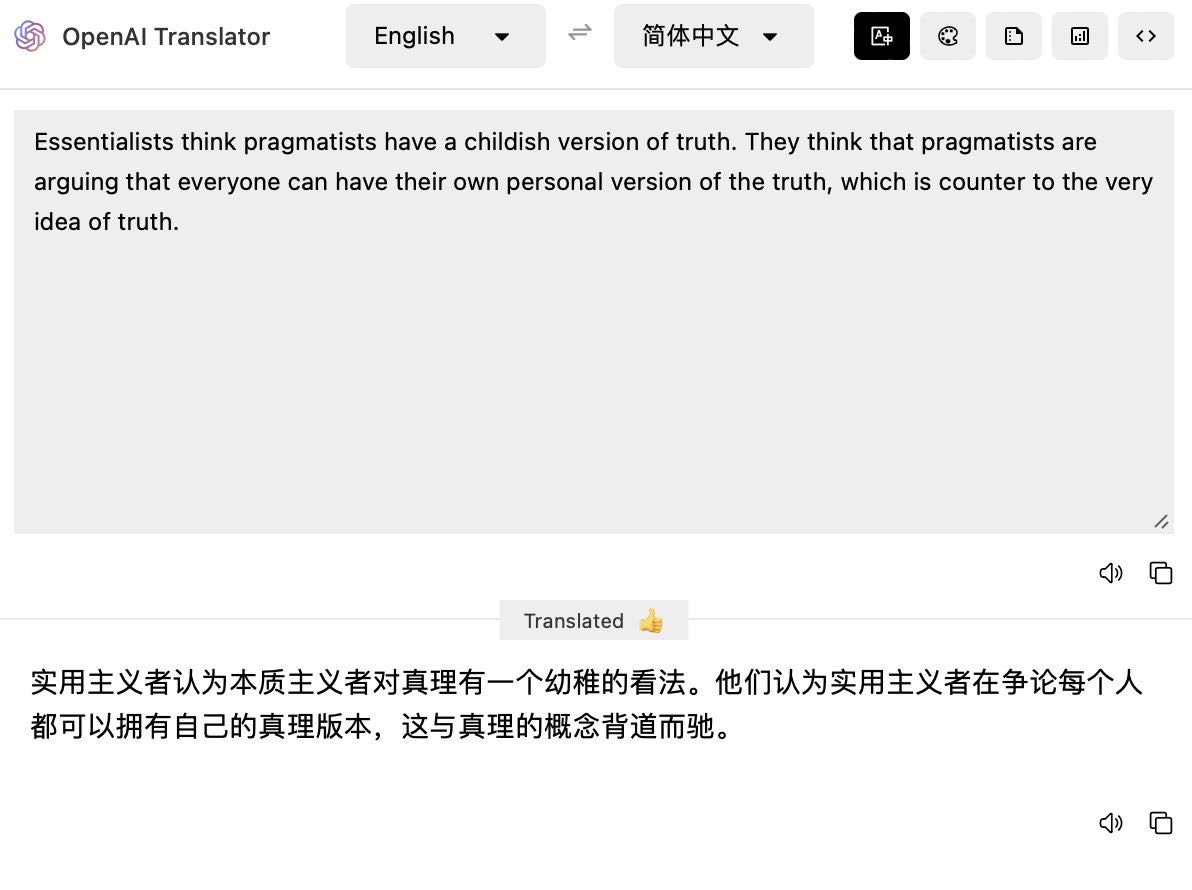 OpenAI Translator
English
简体中文
Essentialists think pragmatists have a childish version of truth. They think that pragmatists are
arguing that everyone can have their own personal version of the truth, which is counter to the very
idea of truth.
Translated 👍
实用主义者认为本质主义者对真理有一个幼稚的看法。他们认为实用主义者在争论每个人
都可以拥有自己的真理版本，这与真理的概念背道而驰。